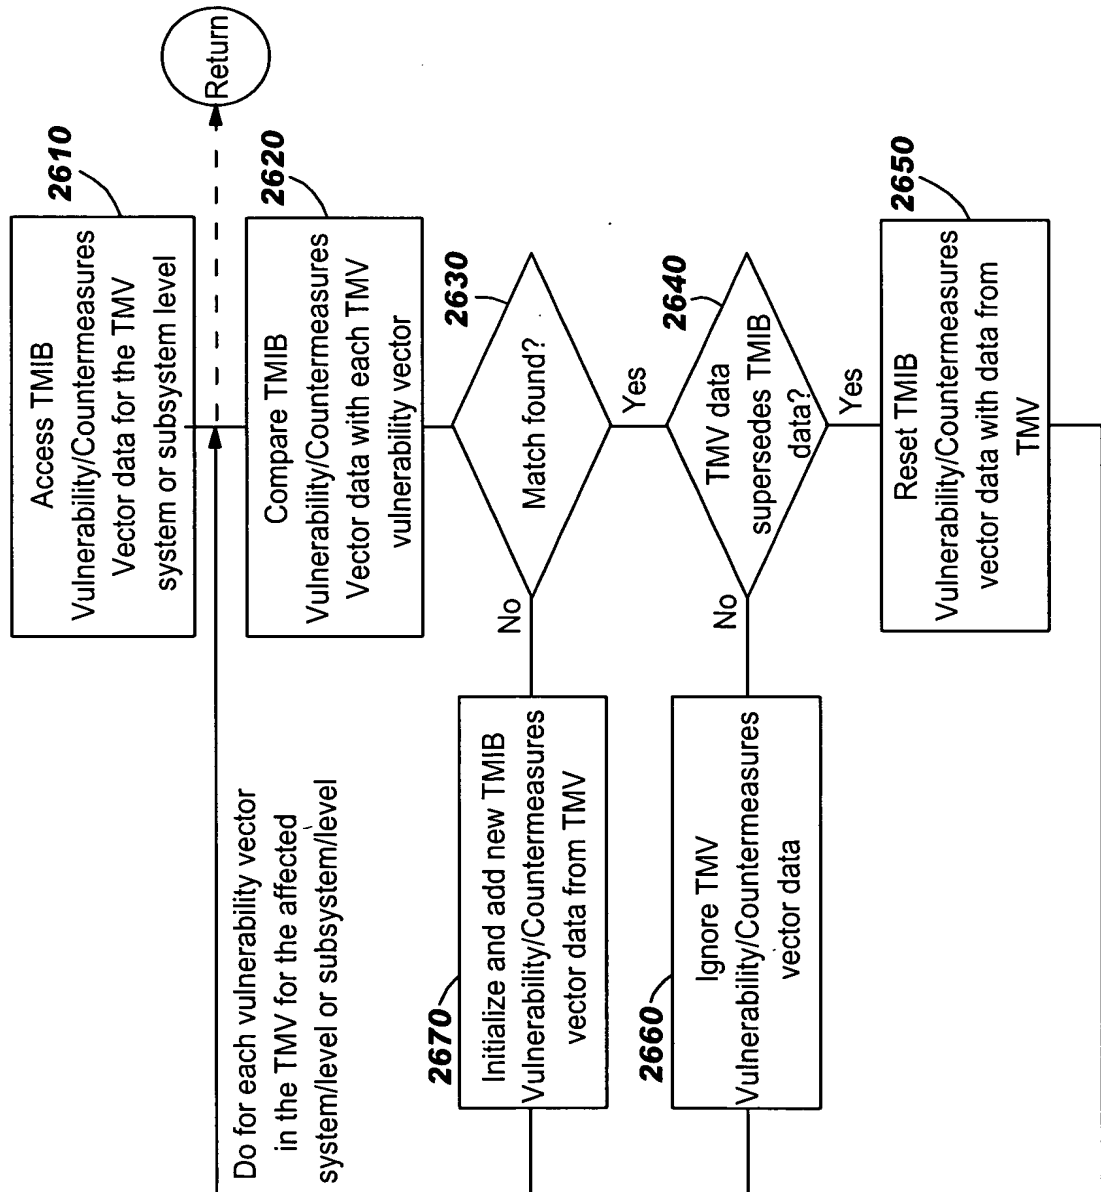 2610
Access TMIB
Vulnerability/Countermeasures
Vector data for the TMV
system or subsystem level
Return
Do for each vulnerability vector
in the TMV for the affected
system/level or subsystem/level
2620
Compare TMIB
Vulnerability/Countermeasures
Vector data with each TMV
vulnerability vector
2630
Match found?
No
Yes
2670
Initialize and add new TMIB
Vulnerability/Countermeasures
vector data from TMV
2640
TMV data
supersedes TMIB
data?
No
Yes
2660
Ignore TMV
Vulnerability/Countermeasures
vector data
2650
Reset TMIB
Vulnerability/Countermeasures
vector data with data from
TMV